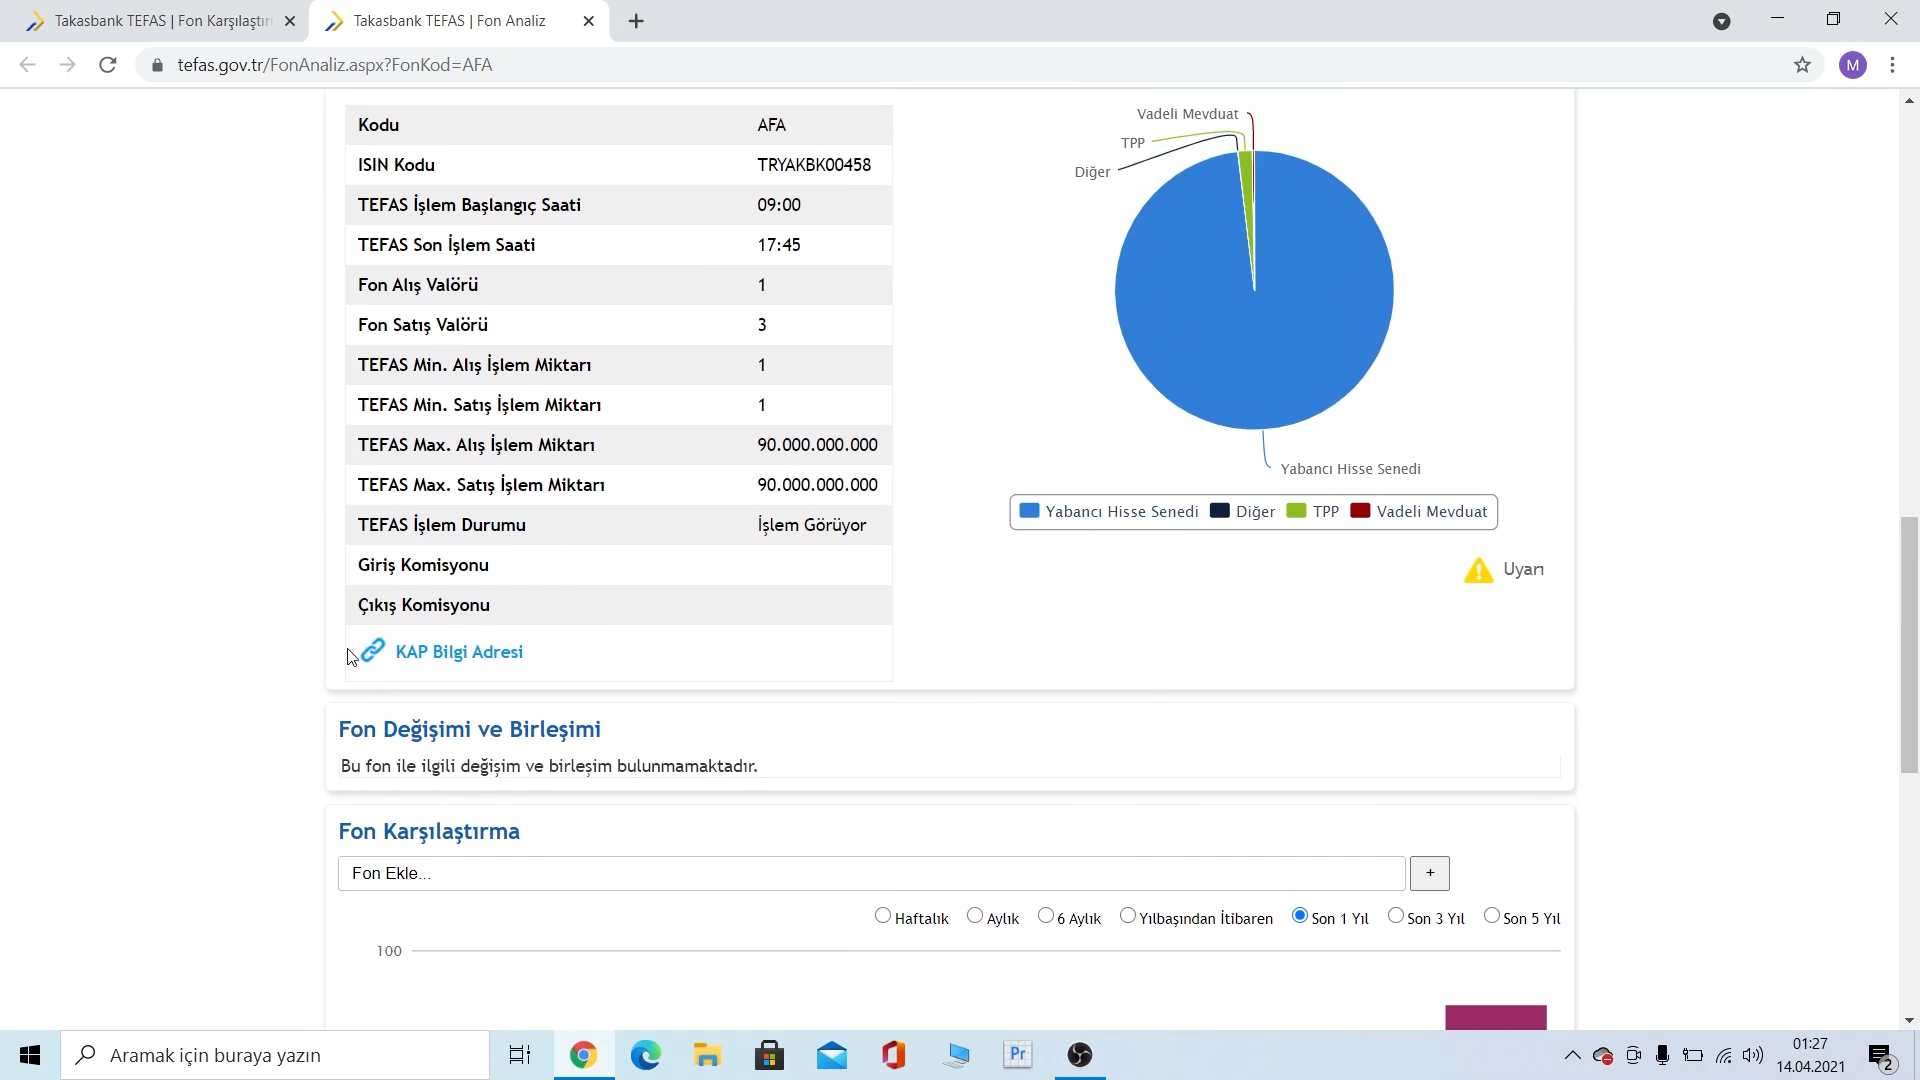 Takasbank TEFAS | Fon Karşılaştır
Takasbank TEFAS | Fon Analiz
tefas.gov.tr/FonAnaliz.aspx?FonKod=AFA
M
Kodu AFA
ISIN Kodu TRYAKBK00458
TEFAS İşlem Başlangıç Saati 09:00
TEFAS Son İşlem Saati 17:45
Fon Alış Valörü 1
Fon Satış Valörü 3
TEFAS Min. Alış İşlem Miktarı 1
TEFAS Min. Satış İşlem Miktarı 1
TEFAS Max. Alış İşlem Miktarı 90.000.000.000
TEFAS Max. Satış İşlem Miktarı 90.000.000.000
TEFAS İşlem Durumu İşlem Görüyor
Giriş Komisyonu
Çıkış Komisyonu
KAP Bilgi Adresi
Vadeli Mevduat
TPP
Diğer
Yabancı Hisse Senedi
Yabancı Hisse Senedi Diğer TPP Vadeli Mevduat
Uyarı
Fon Değişimi ve Birleşimi
Bu fon ile ilgili değişim ve birleşim bulunmamaktadır.
Fon Karşılaştırma
Fon Ekle...
+
Haftalık Aylık 6 Aylık Yılbaşından İtibaren Son 1 Yıl Son 3 Yıl Son 5 Yıl
100
Aramak için buraya yazın
Pr
01:27
14.04.2021
2